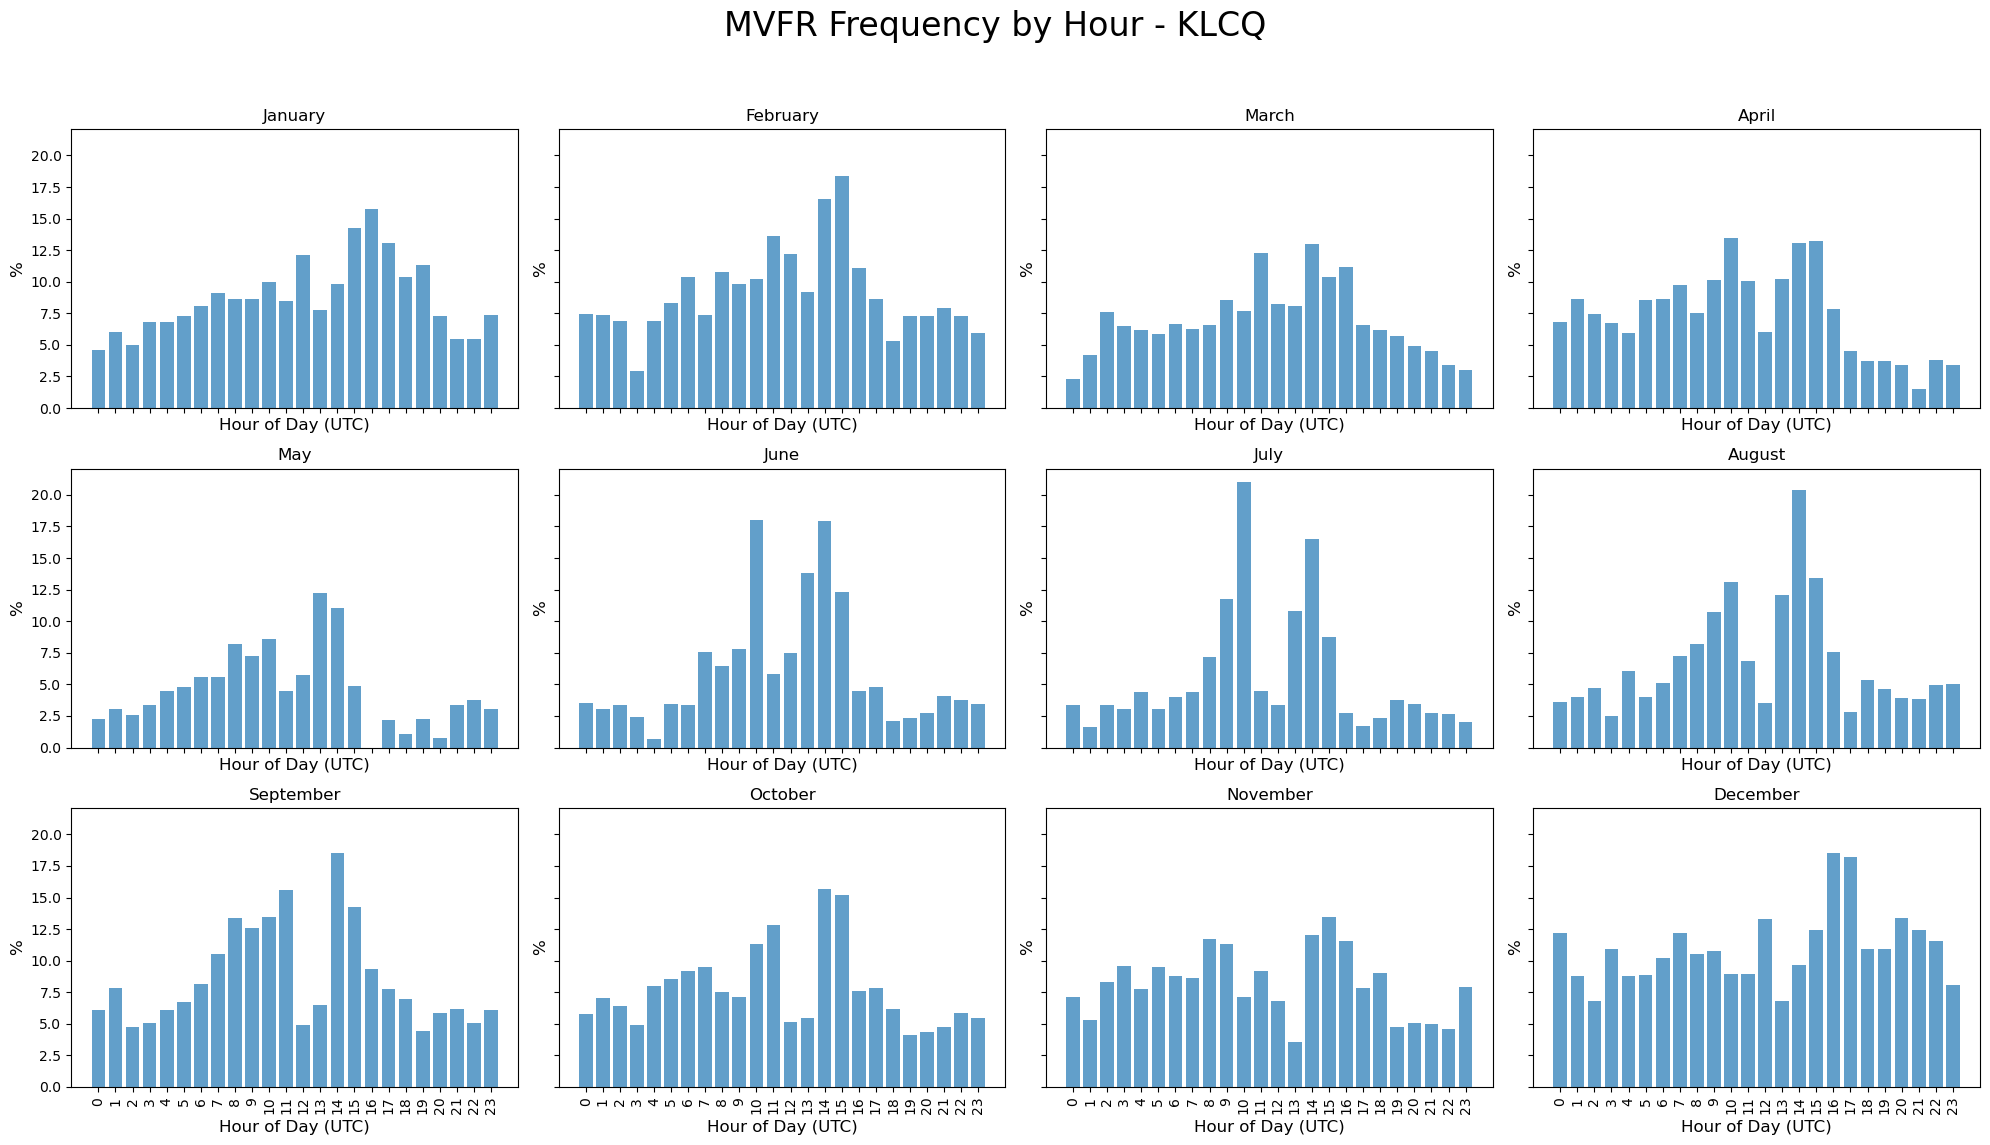 MVFR Frequency by Hour - KLCQ
January
February
March
April
20.0
17.5
15.0
12.5
10.0
7.5
5.0
2.5
0.0
%
%
%
%
Hour of Day (UTC)
Hour of Day (UTC)
Hour of Day (UTC)
Hour of Day (UTC)
May
June
July
August
20.0
17.5
15.0
12.5
10.0
7.5
5.0
2.5
0.0
%
%
%
%
Hour of Day (UTC)
Hour of Day (UTC)
Hour of Day (UTC)
Hour of Day (UTC)
September
October
November
December
20.0
17.5
15.0
12.5
10.0
7.5
5.0
2.5
0.0
%
%
%
%
0 1 2 3 4 5 6 7 8 9 10 11 12 13 14 15 16 17 18 19 20 21 22 23
0 1 2 3 4 5 6 7 8 9 10 11 12 13 14 15 16 17 18 19 20 21 22 23
0 1 2 3 4 5 6 7 8 9 10 11 12 13 14 15 16 17 18 19 20 21 22 23
0 1 2 3 4 5 6 7 8 9 10 11 12 13 14 15 16 17 18 19 20 21 22 23
Hour of Day (UTC)
Hour of Day (UTC)
Hour of Day (UTC)
Hour of Day (UTC)